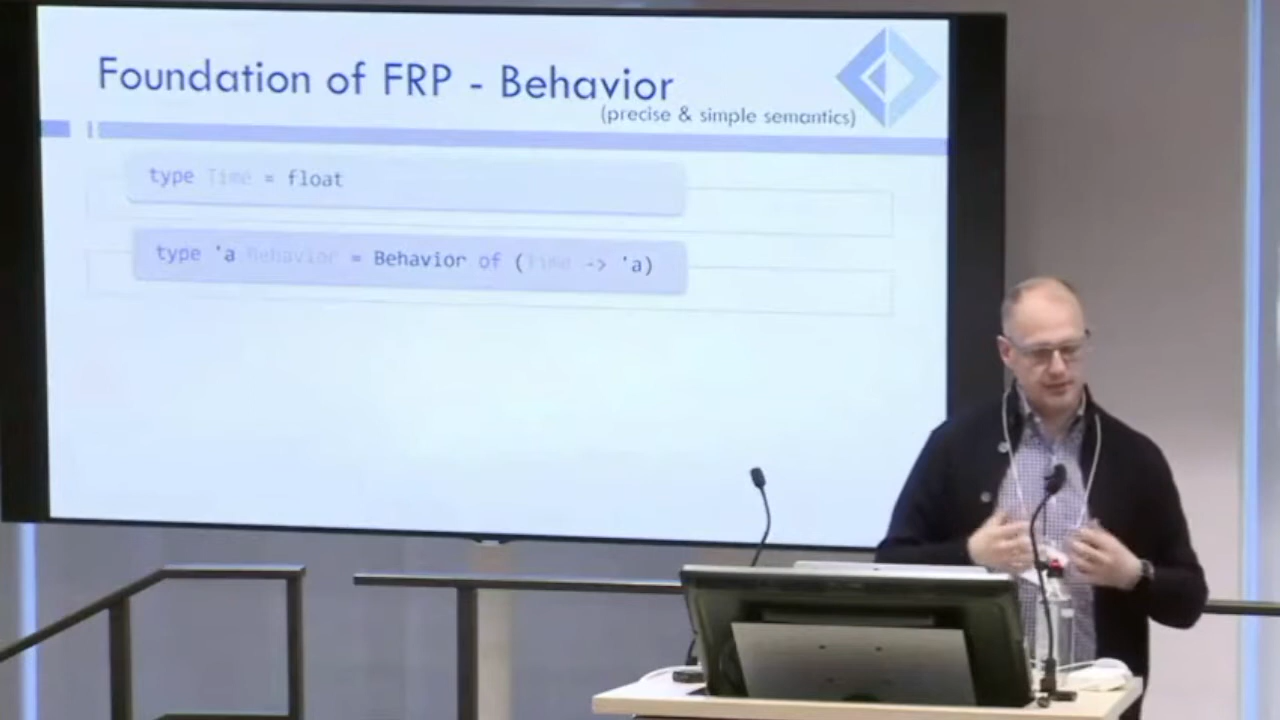 Foundation of FRP - Behavior
(precise & simple semantics)
type Time = float
type 'a Behavior = Behavior of (Time -> 'a)